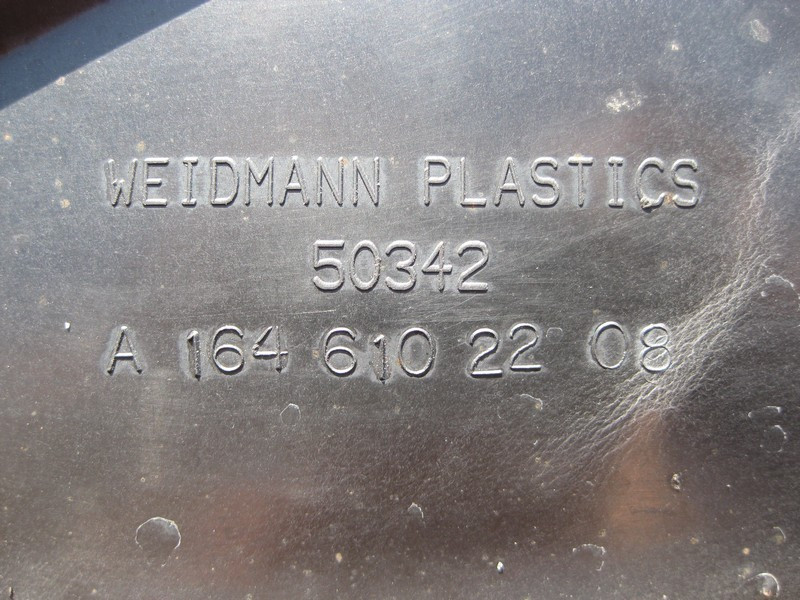 WEIDMANN PLASTICS
50342
A 164 610 22 08